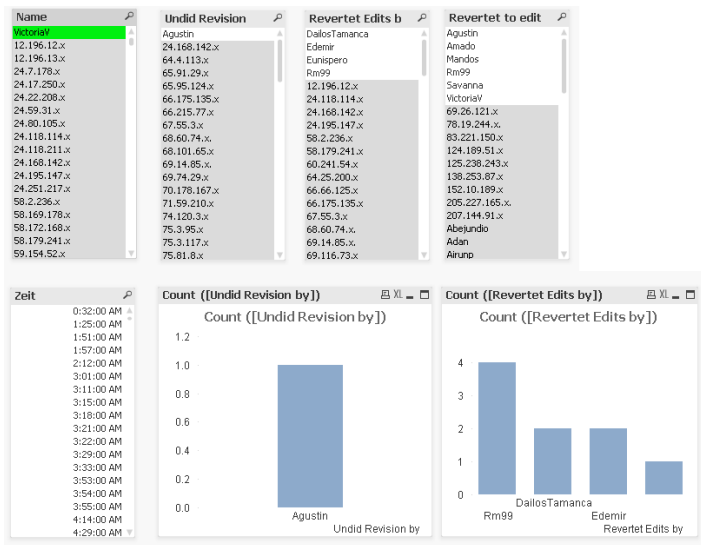 Name
VictoriaV
12.196.12.x
12.196.13.x
24.7.178.x
24.17.250.x
24.22.208.x
24.59.31.x
24.80.105.x
24.118.114.x
24.118.211.x
24.168.142.x
24.195.147.x
24.251.217.x
58.2.236.x
58.169.178.x
58.172.168.x
58.179.241.x
59.154.52.x
Undid Revision
Agustin
24.168.142.x
64.4.113.x
65.91.29.x
65.95.124.x
66.175.135.x
66.215.77.x
67.55.3.x
68.60.74.x.
68.101.65.x
69.14.85.x.
69.74.29.x
70.178.167.x
71.59.210.x
74.120.3.x
75.3.95.x
75.3.117.x
75.81.8.x
Revertet Edits b
DailosTamanca
Edemir
Eunispero
Rm99
12.196.12.x
24.118.114.x
24.168.142.x
24.195.147.x
58.2.236.x
58.179.241.x
60.241.54.x
64.25.200.x
66.66.125.x
66.175.135.x
67.55.3.x
68.60.74.x.
69.14.85.x.
69.116.73.x
Revertet to edit
Agustin
Amado
Mandos
Rm99
Savanna
VictoriaV
69.26.121.x
78.19.244.x.
83.221.150.x
124.189.51.x
125.238.243.x
138.253.87.x
152.10.189.x
205.227.165.x.
207.144.91.x
Abejundio
Adan
Airunp
Zeit
0:32:00 AM
1:25:00 AM
1:51:00 AM
1:57:00 AM
2:12:00 AM
3:01:00 AM
3:11:00 AM
3:15:00 AM
3:18:00 AM
3:21:00 AM
3:22:00 AM
3:29:00 AM
3:33:00 AM
3:53:00 AM
3:54:00 AM
3:55:00 AM
4:14:00 AM
4:29:00 AM
Count ([Undid Revision by]) XL
Count ([Undid Revision by])
1.2
1.0
0.8
0.6
0.4
0.2
0.0
Agustin
Undid Revision by
Count ([Revertet Edits by]) XL
Count ([Revertet Edits by])
4
3
2
1
0
DailosTamanca
Rm99 Edemir
Revertet Edits by